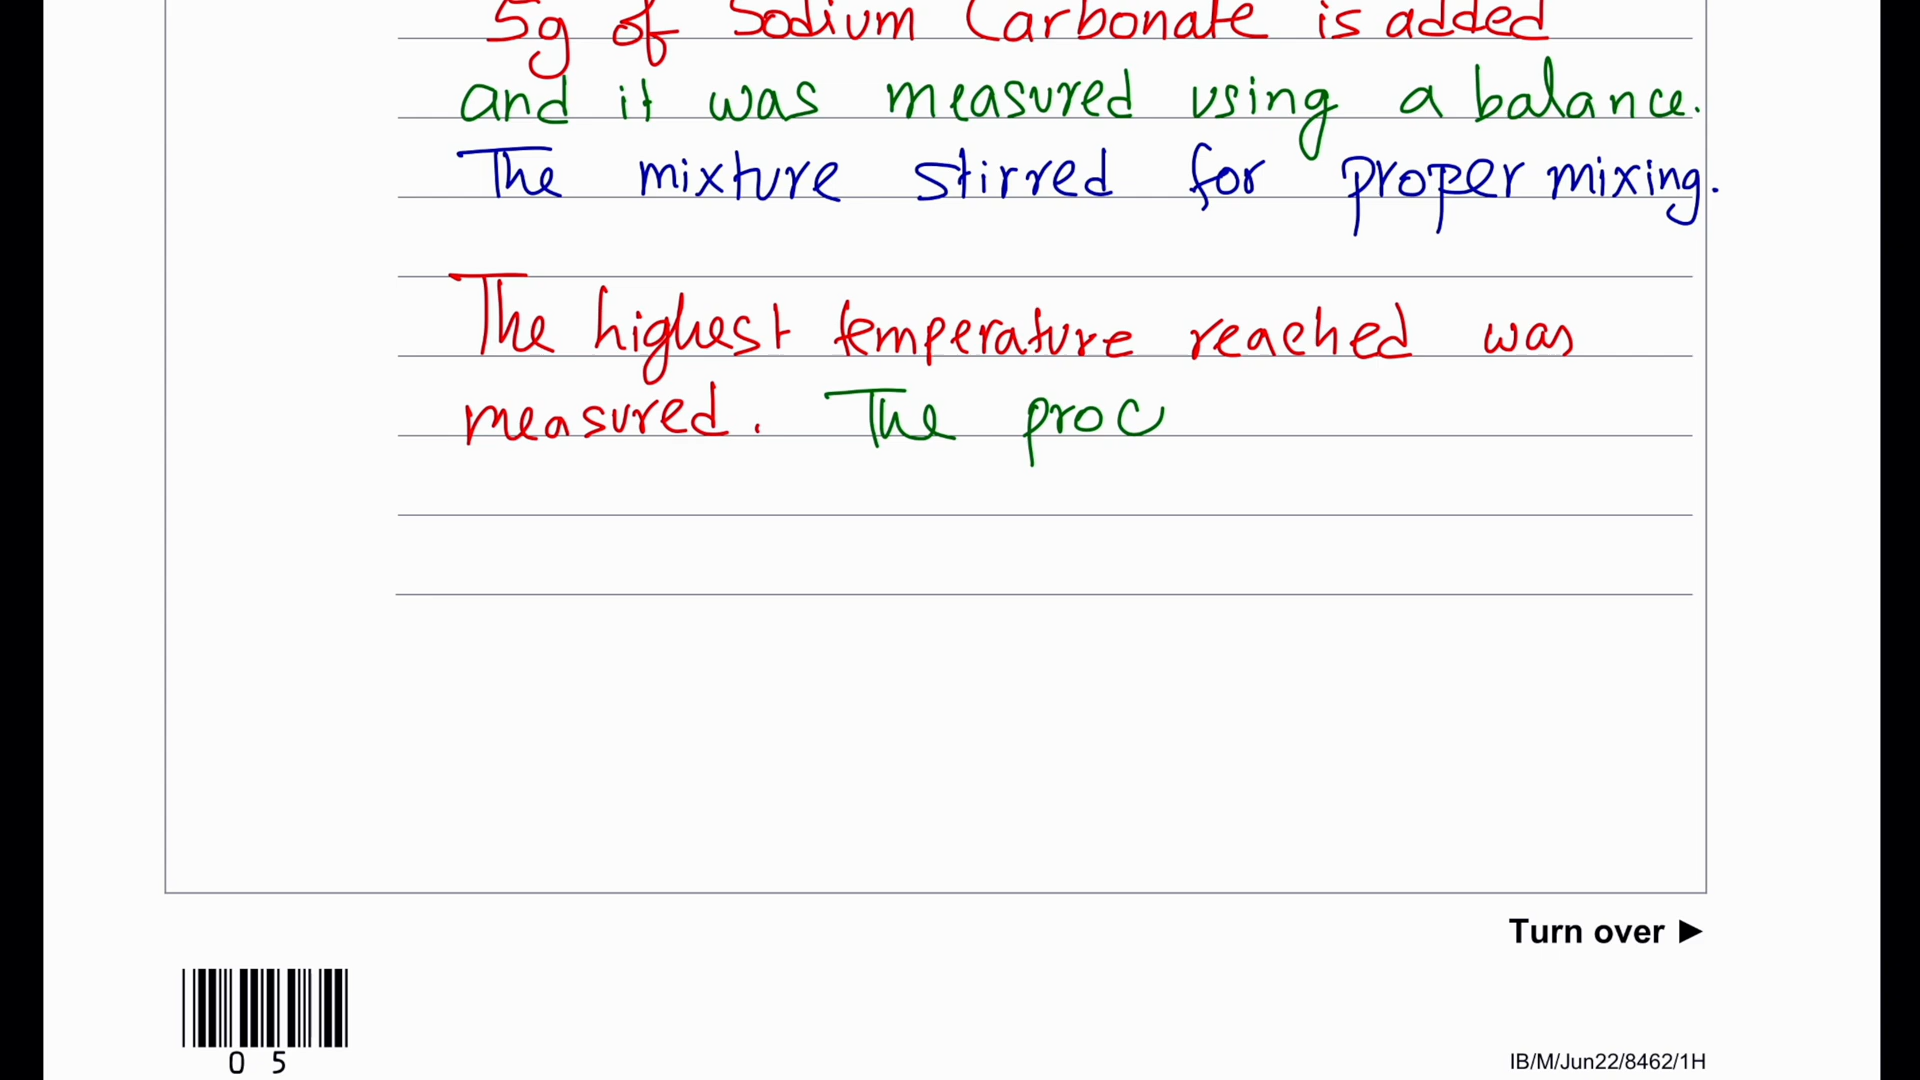 5g of Sodium Carbonate is added
and it was measured using a balance.
The mixture stirred for proper mixing.
The highest temperature reached was
measured. The proc
Turn over ►
0 5
IB/M/Jun22/8462/1H